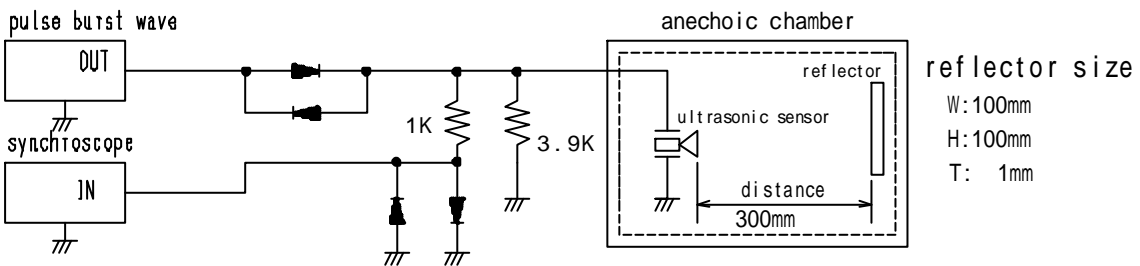 pulse burst wave
OUT
synchroscope
IN
1K
3.9K
anechoic chamber
reflector
ultrasonic sensor
distance
300mm
reflector size
W:100mm
H:100mm
T: 1mm